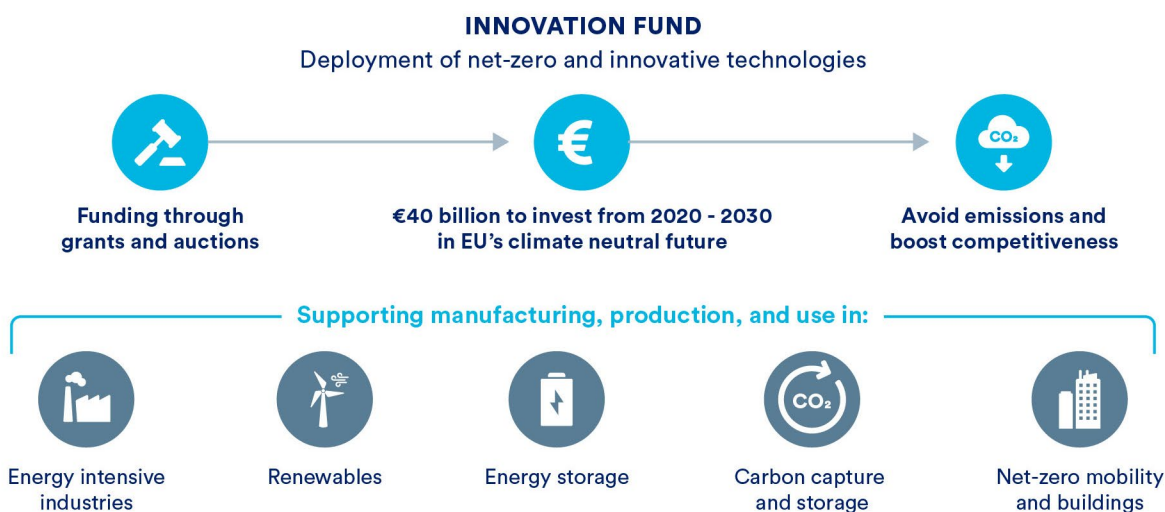 INNOVATION FUND
Deployment of net-zero and innovative technologies
CO₂
Funding through
grants and auctions
€40 billion to invest from 2020 - 2030
in EU’s climate neutral future
Avoid emissions and
boost competitiveness
Supporting manufacturing, production, and use in:
CO₂
Energy intensive
industries
Renewables
Energy storage
Carbon capture
and storage
Net-zero mobility
and buildings